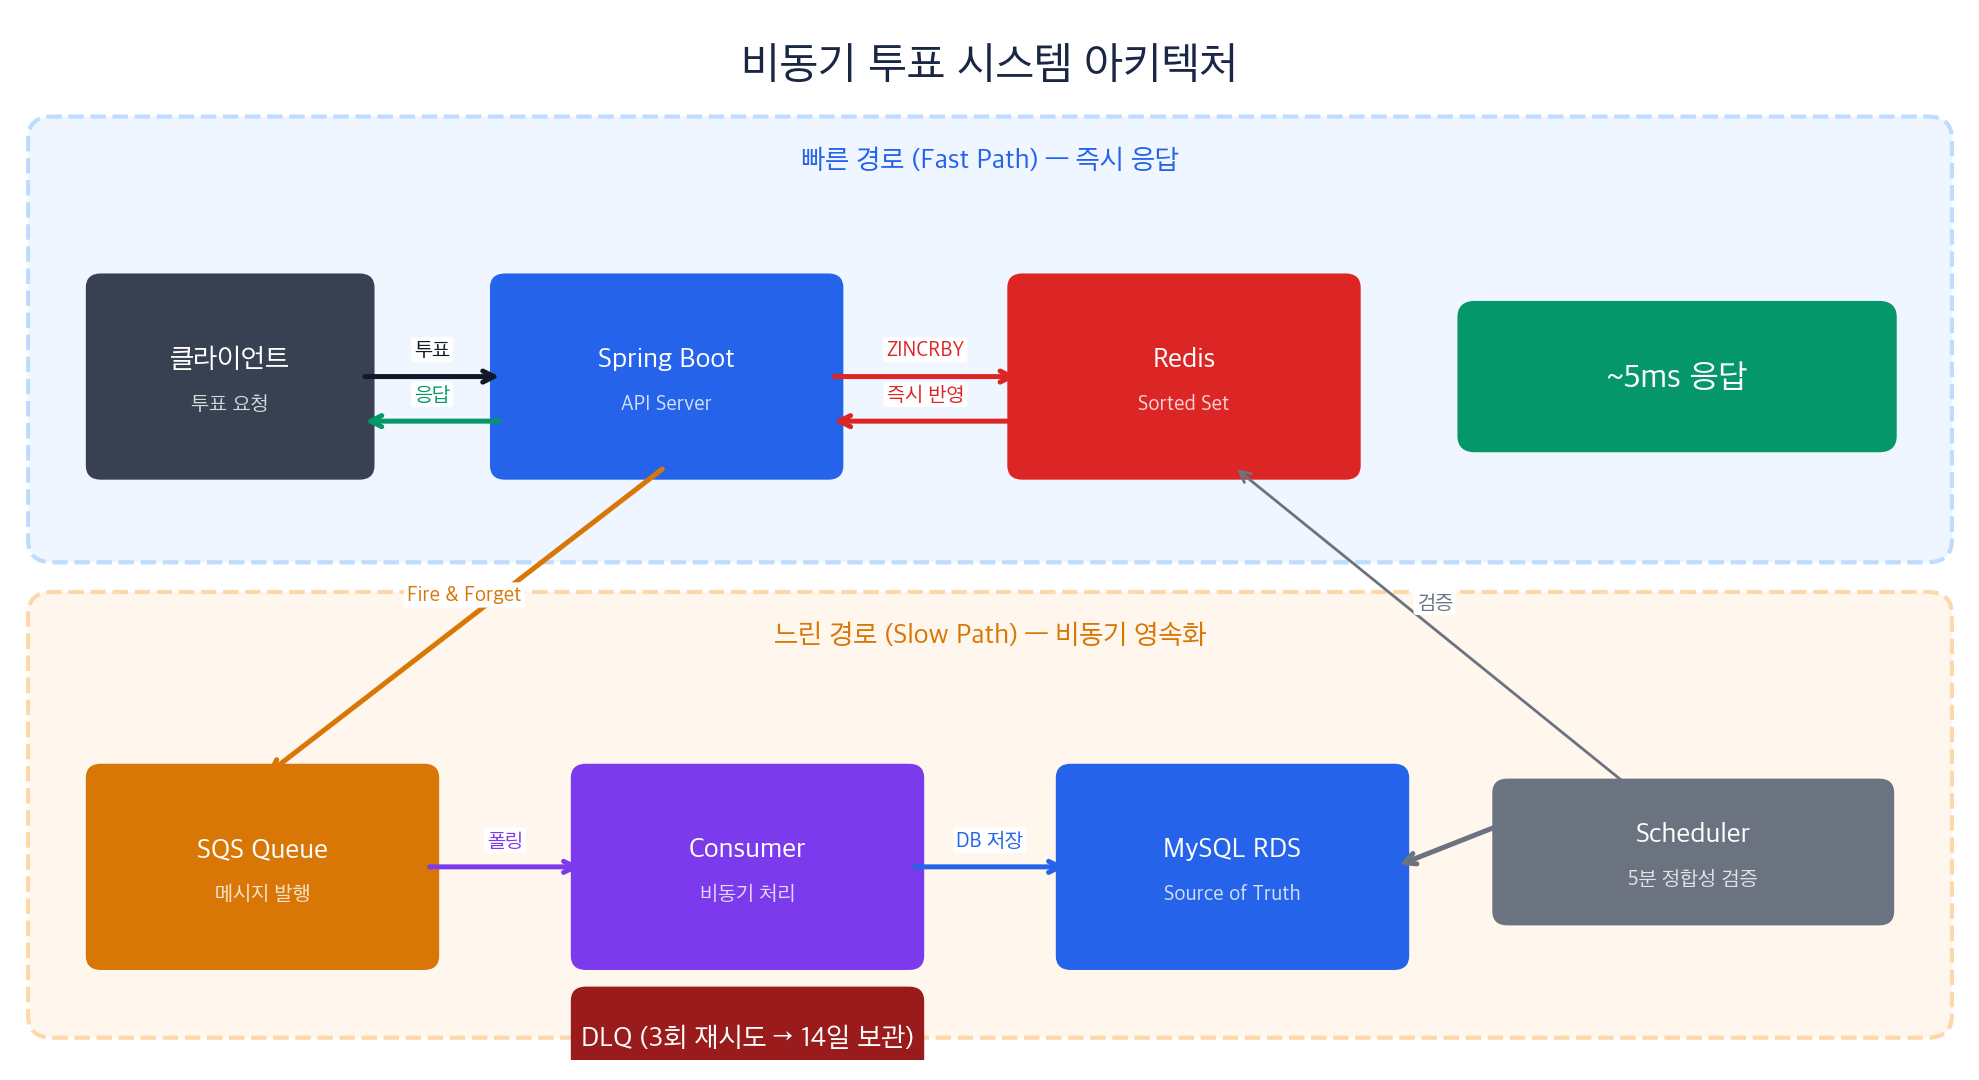 비동기 투표 시스템 아키텍처
빠른 경로 (Fast Path) — 즉시 응답
클라이언트
투표 요청
투표
응답
Spring Boot
API Server
ZINCRBY
즉시 반영
Redis
Sorted Set
~5ms 응답
Fire & Forget
검증
느린 경로 (Slow Path) — 비동기 영속화
SQS Queue
메시지 발행
폴링
Consumer
비동기 처리
DB 저장
MySQL RDS
Source of Truth
Scheduler
5분 정합성 검증
DLQ (3회 재시도 → 14일 보관)